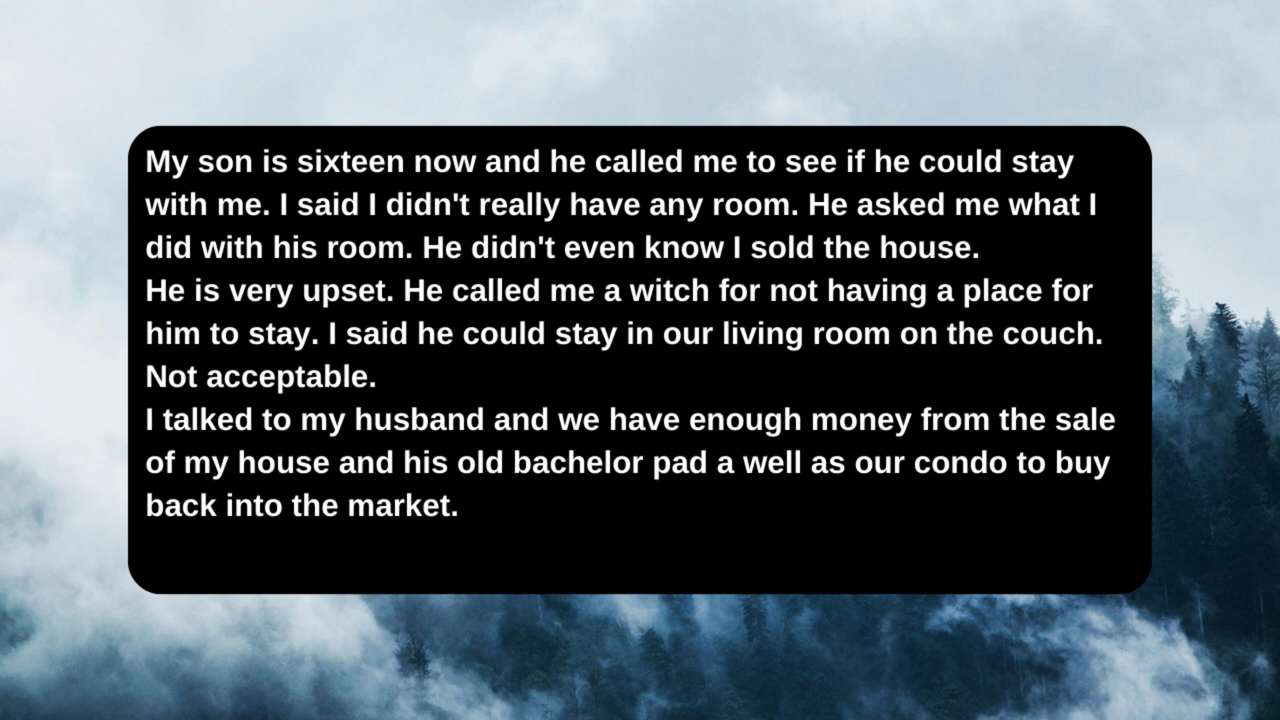 My son is sixteen now and he called me to see if he could stay
with me. I said I didn't really have any room. He asked me what I
did with his room. He didn't even know I sold the house.
He is very upset. He called me a witch for not having a place for
him to stay. I said he could stay in our living room on the couch.
Not acceptable.
I talked to my husband and we have enough money from the sale
of my house and his old bachelor pad a well as our condo to buy
back into the market.